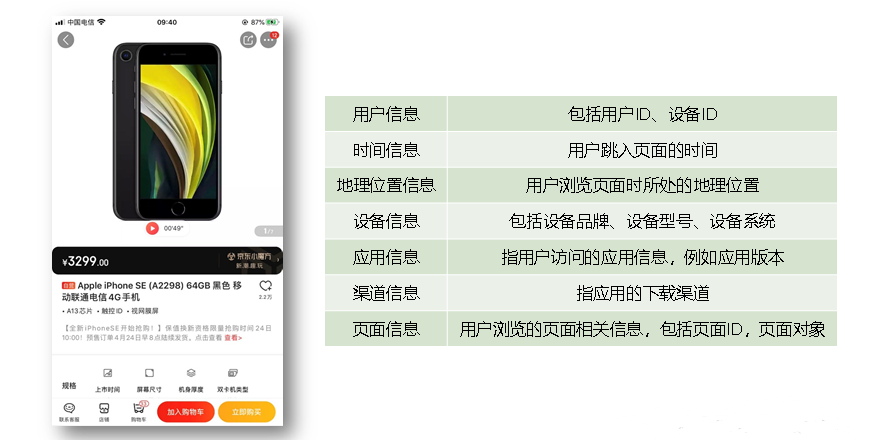 中国电信
09:40
87%
12
00'49"
1/7
¥3299.00
京东小魔方
新潮趣玩
自营 Apple iPhone SE (A2298) 64GB 黑色 移
动联通电信4G手机
2.2万
• A13芯片 • 触控ID • 视网膜屏
【全新iPhoneSE开始抢购！】保值换新资格限量抢购时间24日
10:00！预售订单4月24日早8点陆续发货，点击查看 查看>
规格
上市时间
屏幕尺寸
机身厚度
双卡机类型
联系客服
店铺
购物车
加入购物车
立即购买
用户信息 包括用户ID、设备ID
时间信息 用户跳入页面的时间
地理位置信息 用户浏览页面时所处的地理位置
设备信息 包括设备品牌、设备型号、设备系统
应用信息 指用户访问的应用信息，例如应用版本
渠道信息 指应用的下载渠道
页面信息 用户浏览的页面相关信息，包括页面ID，页面对象